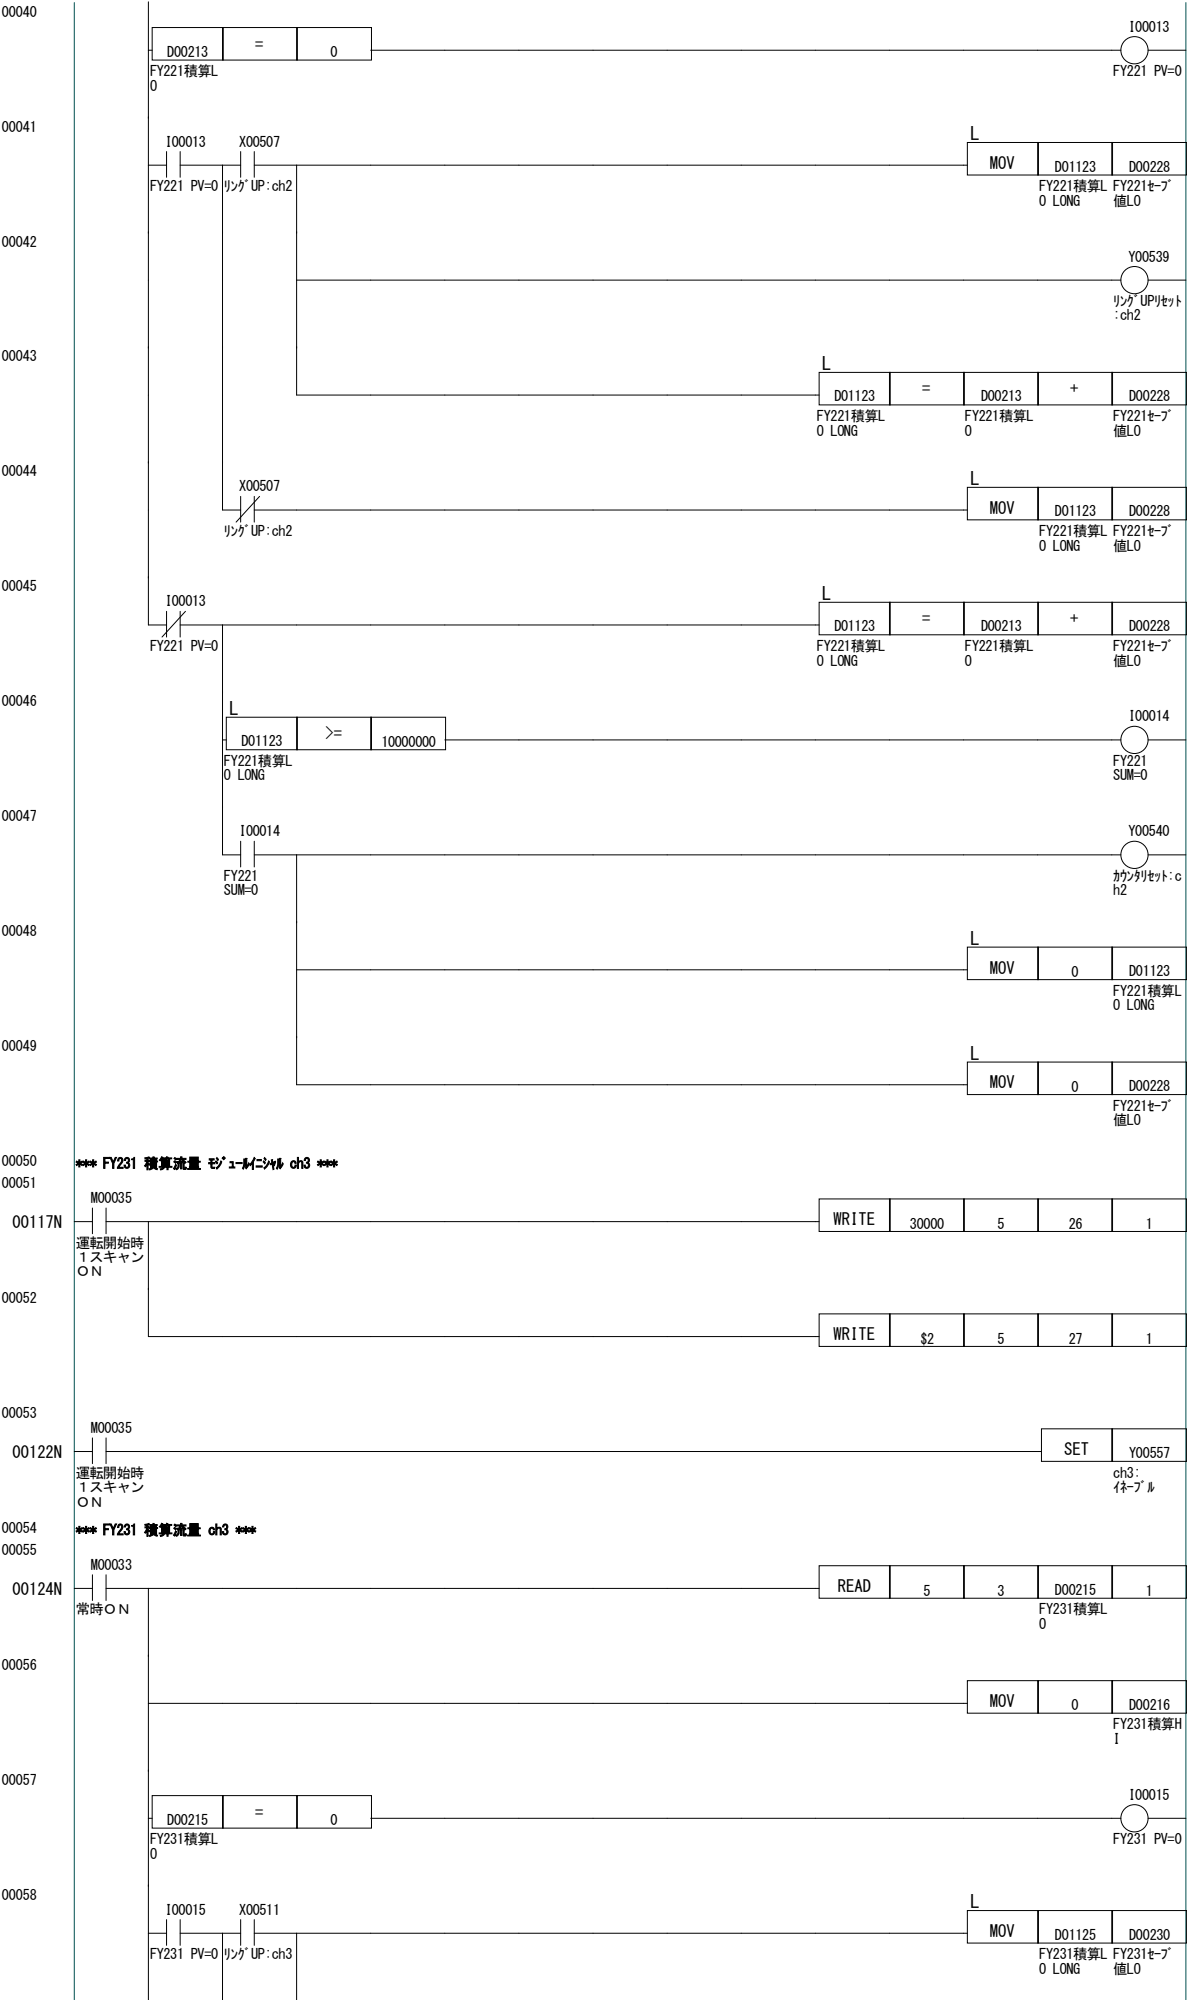 00040
I00013
D00213 = 0
FY221積算L
O
FY221 PV=0
00041
I00013 X00507
L
MOV D01123 D00228
FY221 PV=0 ﾘﾝｸﾞUP:ch2
FY221積算L FY221ｾｰﾌﾞ
O LONG 値LO
00042
Y00539
ﾘﾝｸﾞUPﾘｾｯﾄ
:ch2
00043
L
D01123 = D00213 + D00228
FY221積算L FY221積算L FY221ｾｰﾌﾞ
O LONG O 値LO
00044
X00507
L
MOV D01123 D00228
ﾘﾝｸﾞUP:ch2
FY221積算L FY221ｾｰﾌﾞ
O LONG 値LO
00045
I00013
L
D01123 = D00213 + D00228
FY221 PV=0
FY221積算L FY221積算L FY221ｾｰﾌﾞ
O LONG O 値LO
00046
L
I00014
D01123 >= 10000000
FY221積算L
O LONG
FY221
SUM=0
00047
I00014 Y00540
FY221
SUM=0
ｶｳﾝﾀﾘｾｯﾄ:c
h2
00048
L
MOV 0 D01123
FY221積算L
O LONG
00049
L
MOV 0 D00228
FY221ｾｰﾌﾞ
値LO
00050 *** FY231 積算流量 ﾓｼﾞｭｰﾙｲﾆｼｬﾙ ch3 ***
00051
M00035
00117N WRITE 30000 5 26 1
運転開始時
１スキャン
ＯＮ
00052
WRITE $2 5 27 1
00053
M00035
00122N SET Y00557
運転開始時
１スキャン
ＯＮ
ch3:
ｲﾈｰﾌﾞﾙ
00054 *** FY231 積算流量 ch3 ***
00055
M00033
00124N READ 5 3 D00215 1
常時ＯＮ
FY231積算L
O
00056
MOV 0 D00216
FY231積算H
I
00057
I00015
D00215 = 0
FY231積算L
O
FY231 PV=0
00058
I00015 X00511
L
MOV D01125 D00230
FY231 PV=0 ﾘﾝｸﾞUP:ch3
FY231積算L FY231ｾｰﾌﾞ
O LONG 値LO